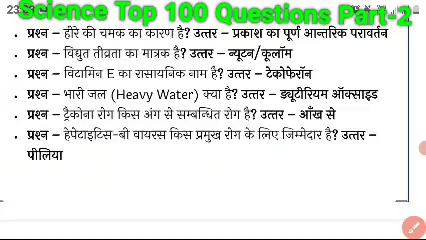 Science Top 100 Questions Part-2
23
• प्रश्न – हीरे की चमक का कारण है? उत्तर – प्रकाश का पूर्ण आन्तरिक परावर्तन
• प्रश्न – विद्युत तीव्रता का मात्रक है? उत्तर – न्यूटन/कूलॉम
• प्रश्न – विटामिन E का रासायनिक नाम है? उत्तर – टेकोफेरॉन
• प्रश्न – भारी जल (Heavy Water) क्या है? उत्तर – ड्यूटीरियम ऑक्साइड
• प्रश्न – ट्रैकोना रोग किस अंग से सम्बन्धित रोग है? उत्तर – आँख से
• प्रश्न – हेपेटाइटिस-बी वायरस किस प्रमुख रोग के लिए जिम्मेदार है? उत्तर –
पीलिया